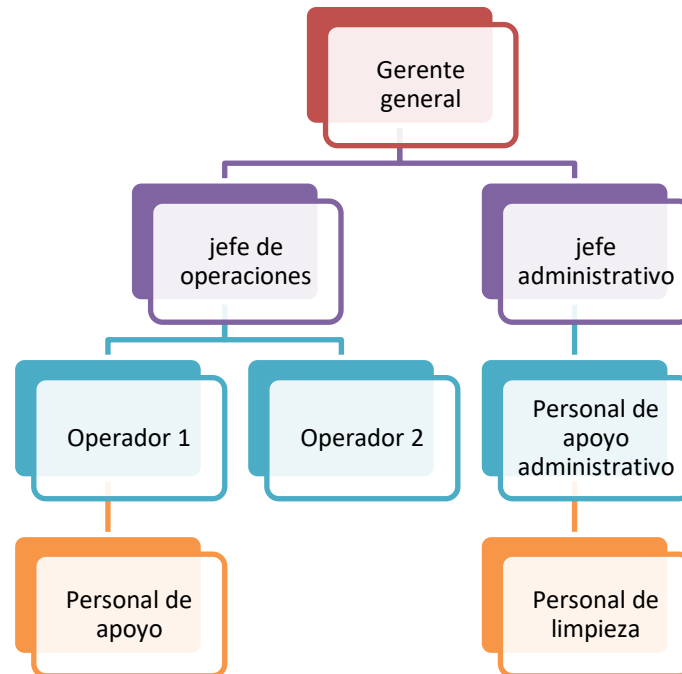 Gerente
general
jefe de
operaciones
jefe
administrativo
Operador 1
Operador 2
Personal de
apoyo
administrativo
Personal de
apoyo
Personal de
limpieza